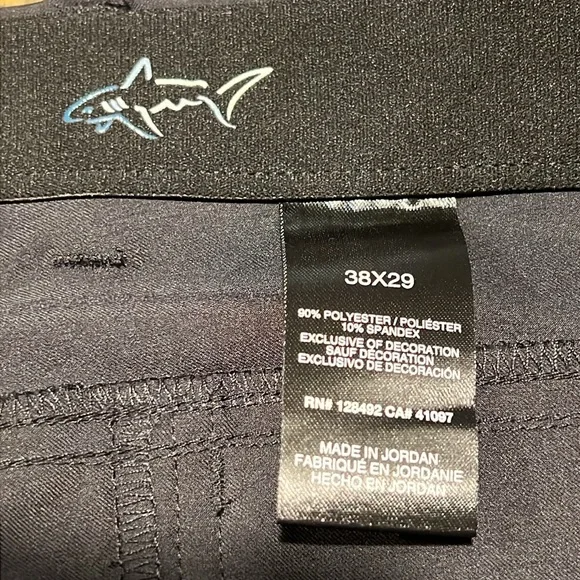 38X29
90% POLYESTER / POLIÉSTER
10% SPANDEX
EXCLUSIVE OF DECORATION
SAUF DÉCORATION
EXCLUSIVO DE DECORACIÓN
RN# 128492 CA# 41097
MADE IN JORDAN
FABRIQUÉ EN JORDANIE
HECHO EN JORDAN